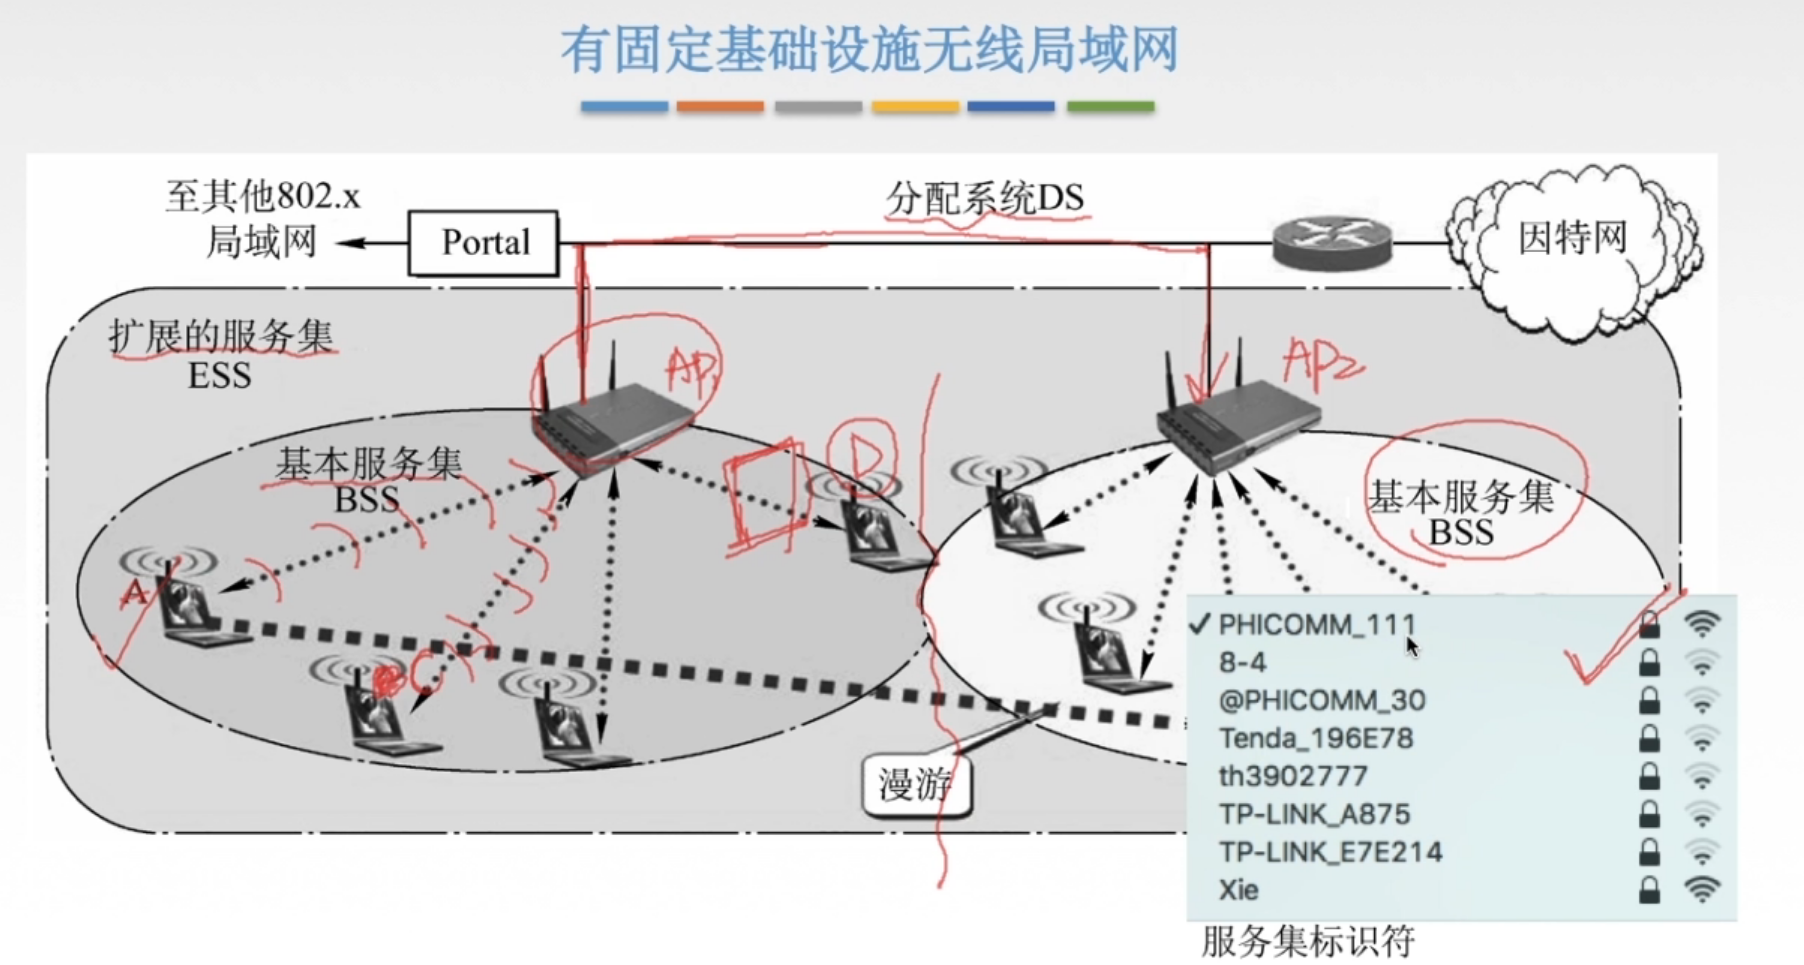 有固定基础设施无线局域网
至其他802.x
局域网
Portal
分配系统DS
因特网
扩展的服务集
ESS
AP1
AP2
基本服务集
BSS
B
基本服务集
BSS
A
C
漫游
✓ PHICOMM_111
8-4
@PHICOMM_30
Tenda_196E78
th3902777
TP-LINK_A875
TP-LINK_E7E214
Xie
服务集标识符